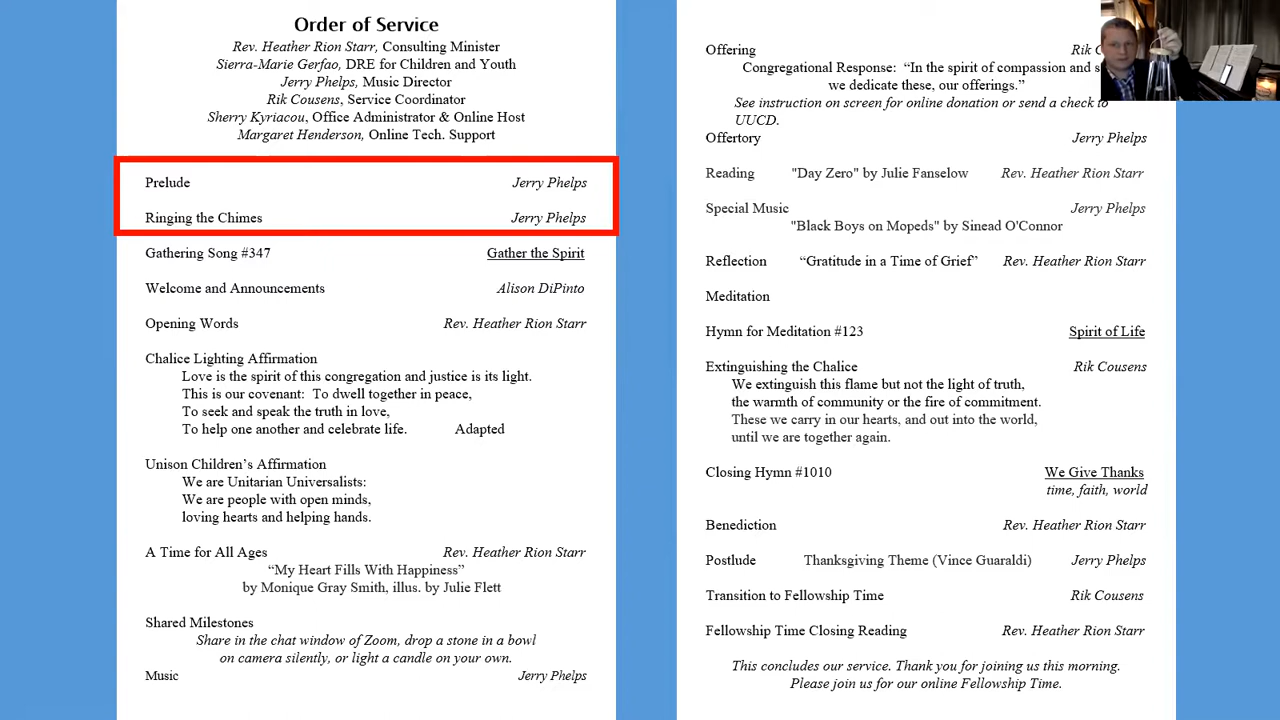 Order of Service
Rev. Heather Rion Starr, Consulting Minister
Sierra-Marie Gerfao, DRE for Children and Youth
Jerry Phelps, Music Director
Rik Cousens, Service Coordinator
Sherry Kyriacou, Office Administrator & Online Host
Margaret Henderson, Online Tech. Support
Prelude Jerry Phelps
Ringing the Chimes Jerry Phelps
Gathering Song #347 Gather the Spirit
Welcome and Announcements Alison DiPinto
Opening Words Rev. Heather Rion Starr
Chalice Lighting Affirmation
Love is the spirit of this congregation and justice is its light.
This is our covenant: To dwell together in peace,
To seek and speak the truth in love,
To help one another and celebrate life. Adapted
Unison Children’s Affirmation
We are Unitarian Universalists:
We are people with open minds,
loving hearts and helping hands.
A Time for All Ages Rev. Heather Rion Starr
“My Heart Fills With Happiness”
by Monique Gray Smith, illus. by Julie Flett
Shared Milestones
Share in the chat window of Zoom, drop a stone in a bowl
on camera silently, or light a candle on your own.
Music Jerry Phelps
Offering Rik
Congregational Response: “In the spirit of compassion and
we dedicate these, our offerings.”
See instruction on screen for online donation or send a check to
UUCD.
Offertory Jerry Phelps
Reading "Day Zero" by Julie Fanselow Rev. Heather Rion Starr
Special Music Jerry Phelps
"Black Boys on Mopeds" by Sinead O'Connor
Reflection “Gratitude in a Time of Grief” Rev. Heather Rion Starr
Meditation
Hymn for Meditation #123 Spirit of Life
Extinguishing the Chalice Rik Cousens
We extinguish this flame but not the light of truth,
the warmth of community or the fire of commitment.
These we carry in our hearts, and out into the world,
until we are together again.
Closing Hymn #1010 We Give Thanks
time, faith, world
Benediction Rev. Heather Rion Starr
Postlude Thanksgiving Theme (Vince Guaraldi) Jerry Phelps
Transition to Fellowship Time Rik Cousens
Fellowship Time Closing Reading Rev. Heather Rion Starr
This concludes our service. Thank you for joining us this morning.
Please join us for our online Fellowship Time.